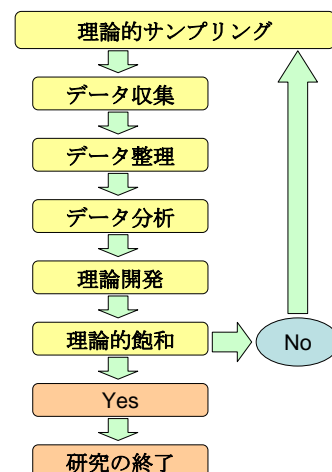 理論的サンプリング
データ収集
データ整理
データ分析
理論開発
理論的飽和
No
Yes
研究の終了